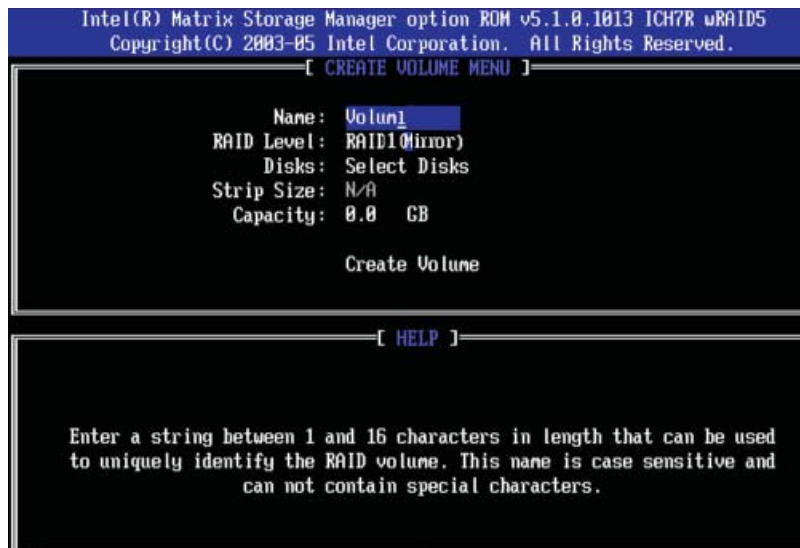 Intel(R) Matrix Storage Manager option ROM v5.1.0.1013 ICH7R wRAID5
Copyright(C) 2003-05 Intel Corporation. All Rights Reserved.
[ CREATE VOLUME MENU ]
Name: Volum1
RAID Level: RAID1(Mirror)
Disks: Select Disks
Strip Size: N/A
Capacity: 0.0 GB
Create Volume
[ HELP ]
Enter a string between 1 and 16 characters in length that can be used
to uniquely identify the RAID volume. This name is case sensitive and
can not contain special characters.